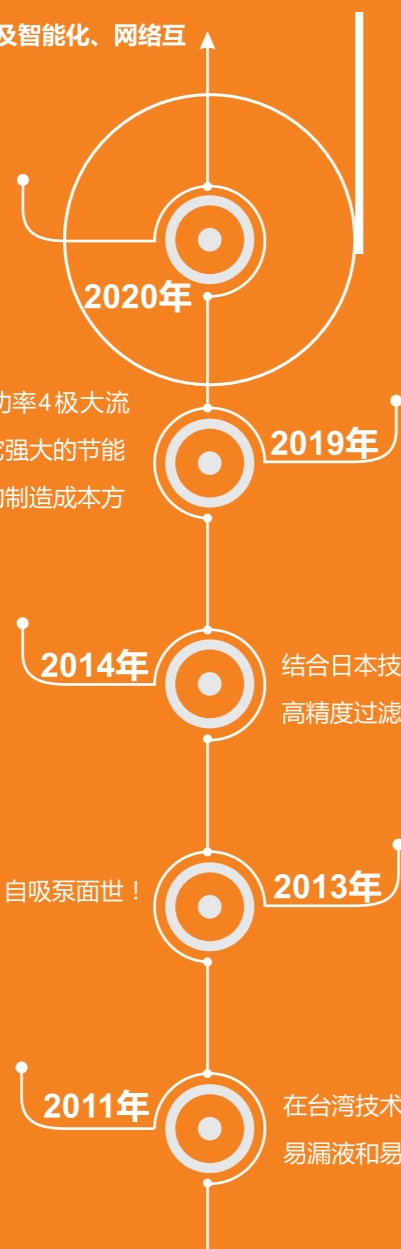 及智能化、网络互
2020年
功率4极大流
2019年
强大的节能
的制造成本方
2014年
结合日本技
高精度过滤
自吸泵面世！
2013年
2011年
在台湾技术
易漏液和易